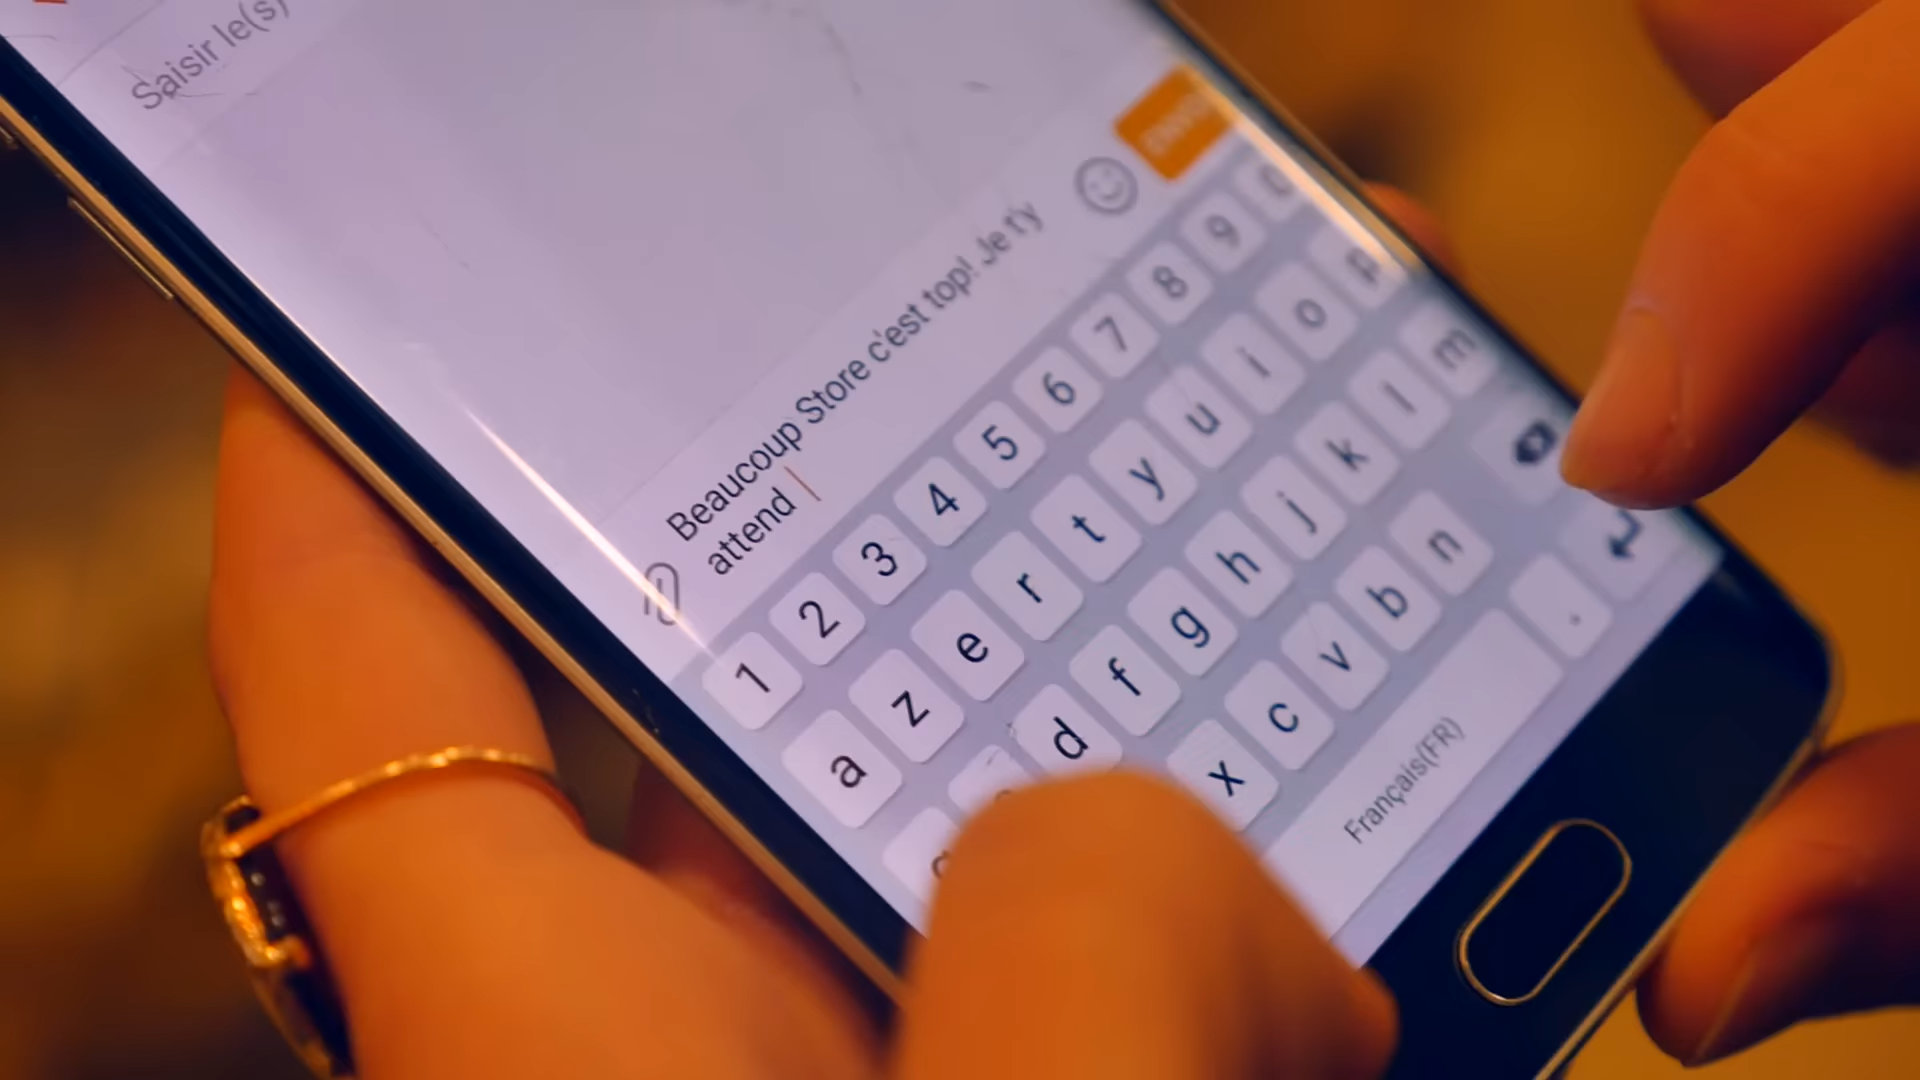 Saisir le(s)
Beaucoup Store c'est top! Je t'y
attend
1 2 3 4 5 6 7 8 9 0
a z e r t y u i o p
q d f g h j k l m
x c v b n
Français(FR) .